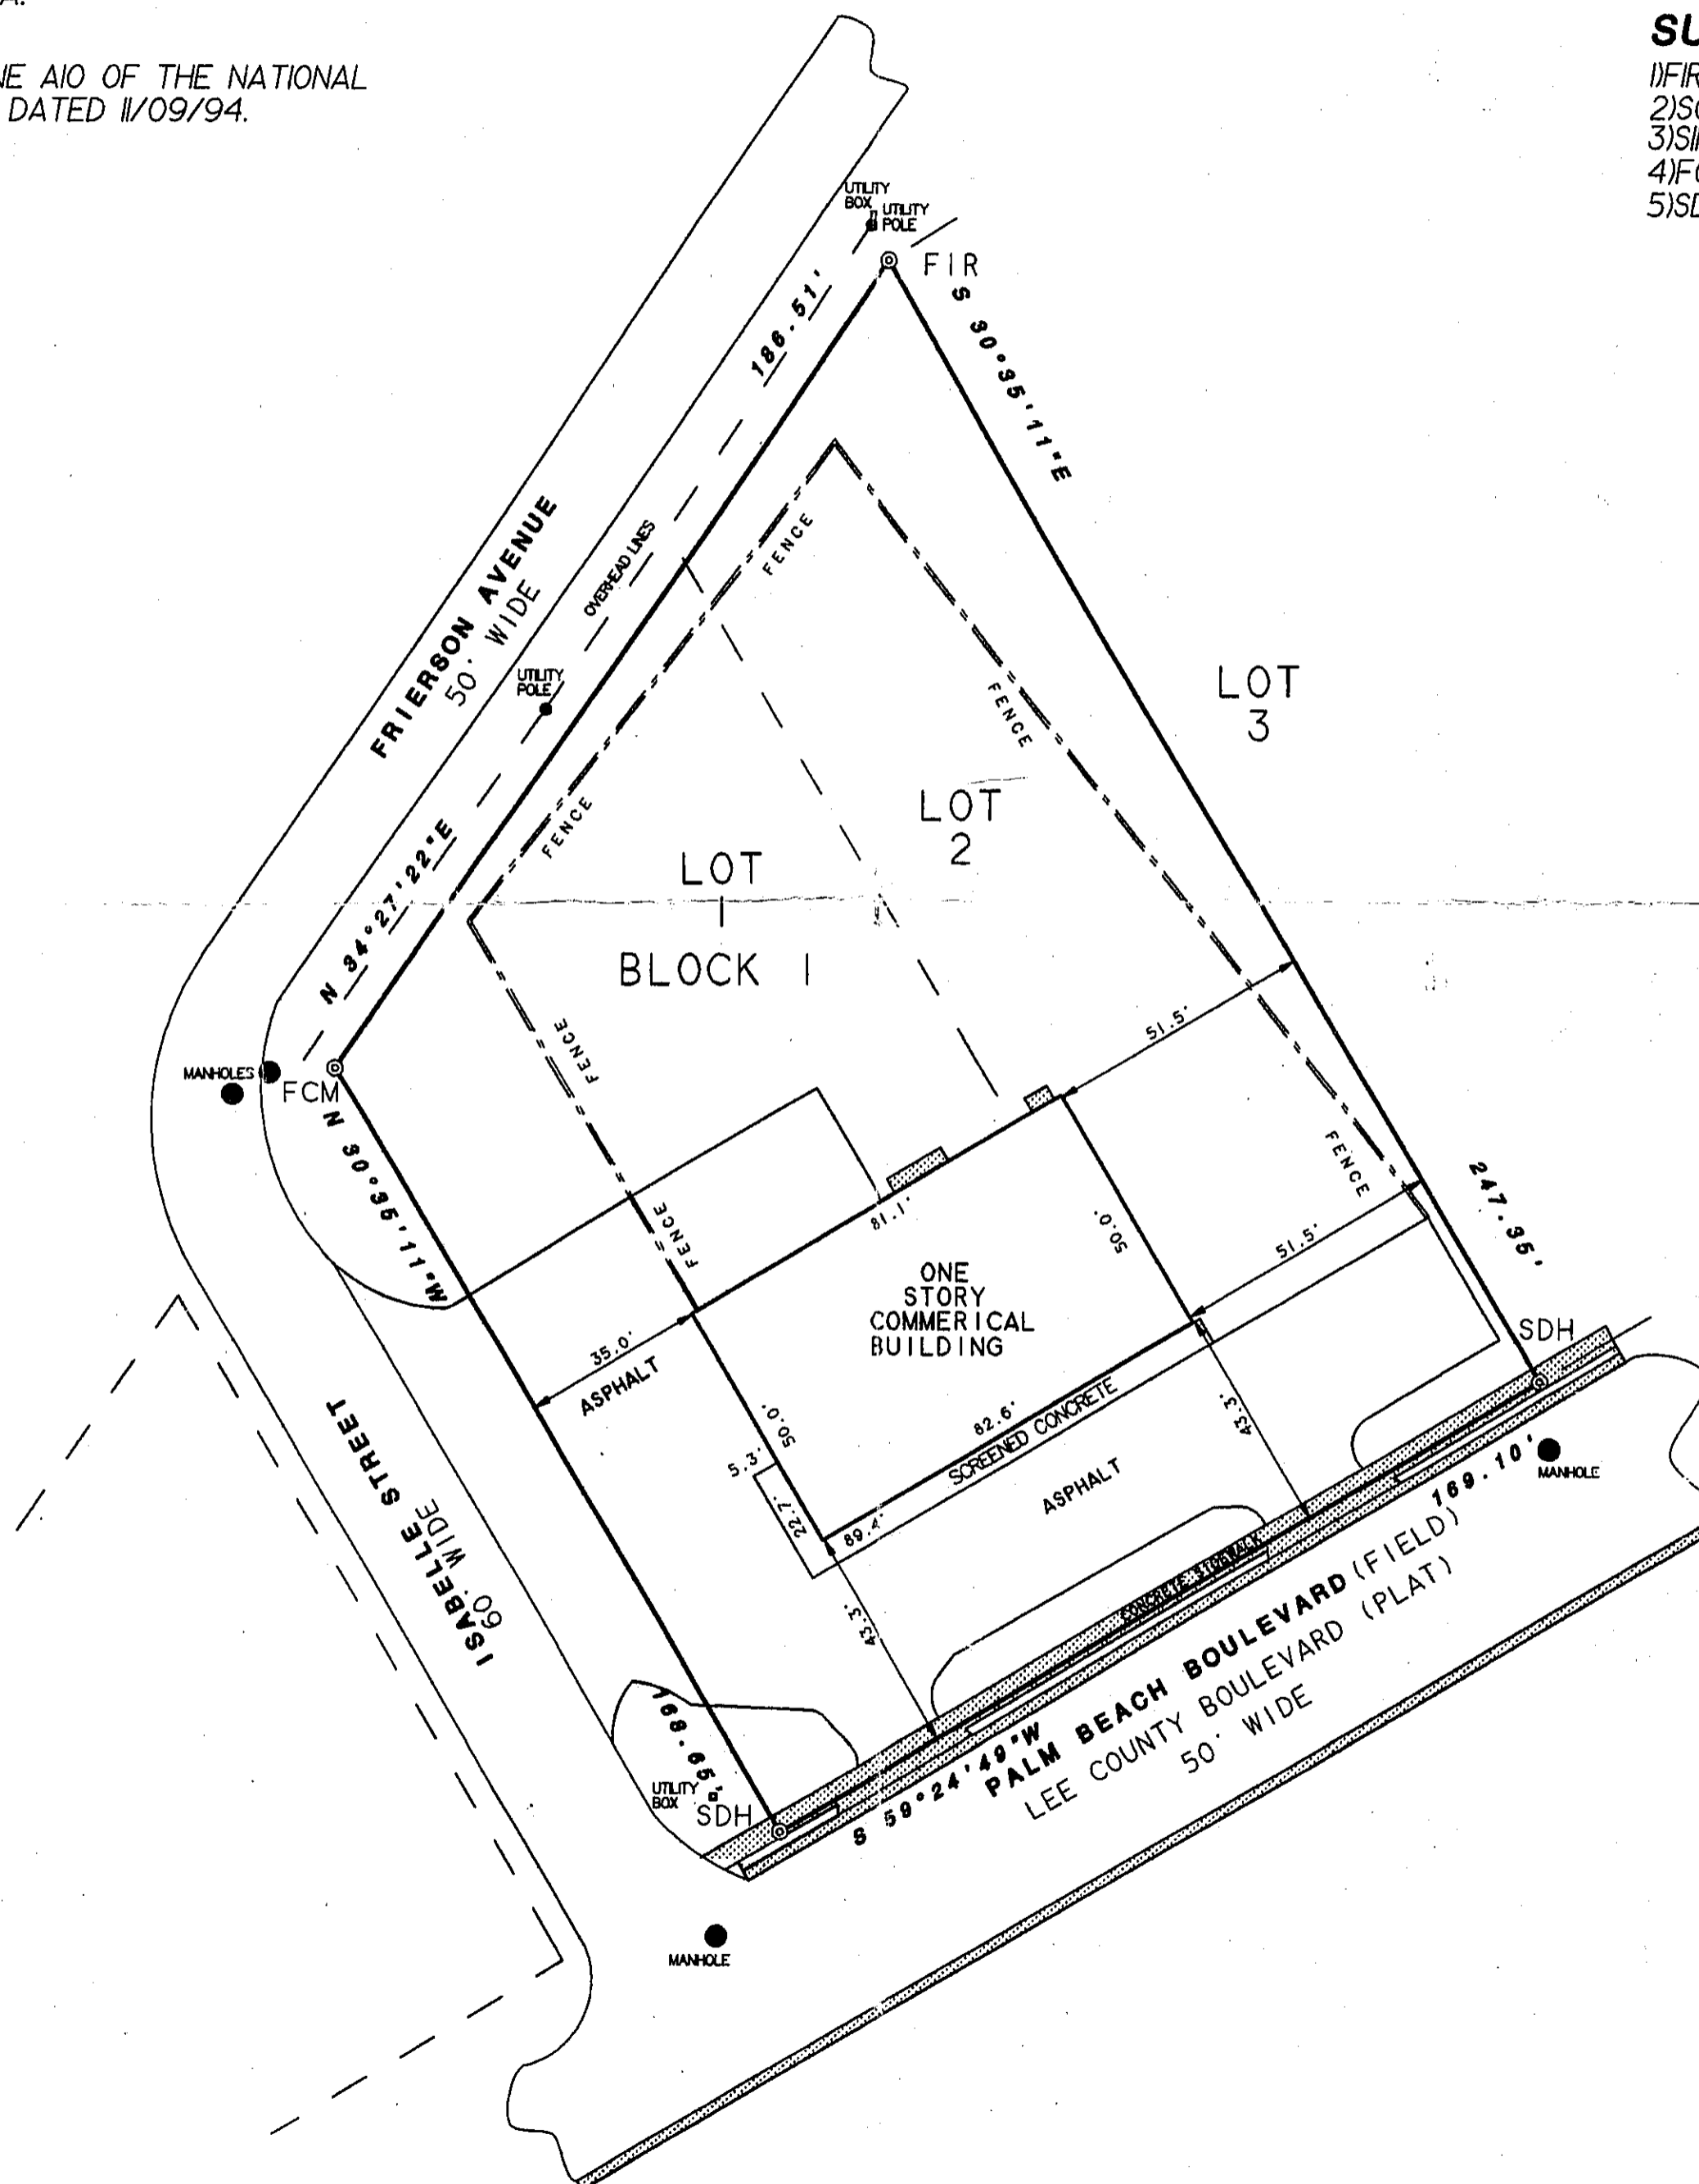 NE A10 OF THE NATIONAL
DATED 11/09/94.
SU
1)FIR
2)S
3)SI
4)F
5)SD
UTILITY
BOX
UTILITY
POLE
FIR
186.51'
S 30°35'11"E
FENCE
OVERHEAD LINES
FRIERSON AVENUE
50' WIDE
UTILITY
POLE
FENCE
LOT
3
LOT
2
FENCE
LOT
1
BLOCK 1
N 34°27'22"E
FENCE
51.5'
MANHOLES
FCM
N 30°35'11"W
FENCE
FENCE
247.35'
81.1'
50.0'
51.5'
ONE
STORY
COMMERICAL
BUILDING
SDH
35.0'
ASPHALT
50.0'
82.6'
SCREENED CONCRETE
43.3'
5.3'
22.7'
89.4'
ASPHALT
169.10'
MANHOLE
ISABELLE STREET
60' WIDE
43.3'
CONCRETE SIDEWALK
168.65'
UTILITY
BOX
SDH
S 59°24'49"W
PALM BEACH BOULEVARD (FIELD)
LEE COUNTY BOULEVARD (PLAT)
50' WIDE
MANHOLE